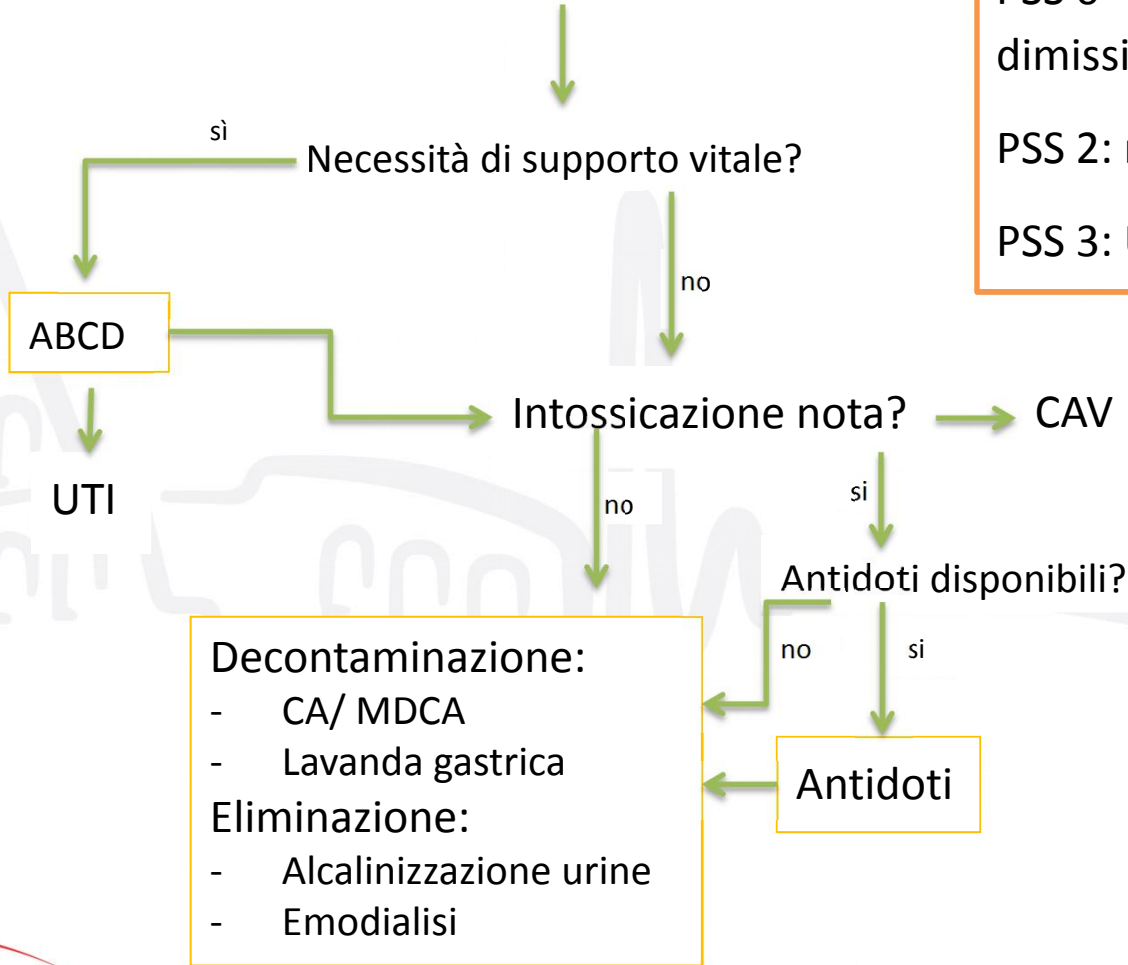 PSS 0
dimissi
PSS 2:
PSS 3:
sì
Necessità di supporto vitale?
no
ABCD
Intossicazione nota?
CAV
UTI
no
si
Antidoti disponibili?
no
si
Decontaminazione:
- CA/ MDCA
- Lavanda gastrica
Eliminazione:
- Alcalinizzazione urine
- Emodialisi
Antidoti